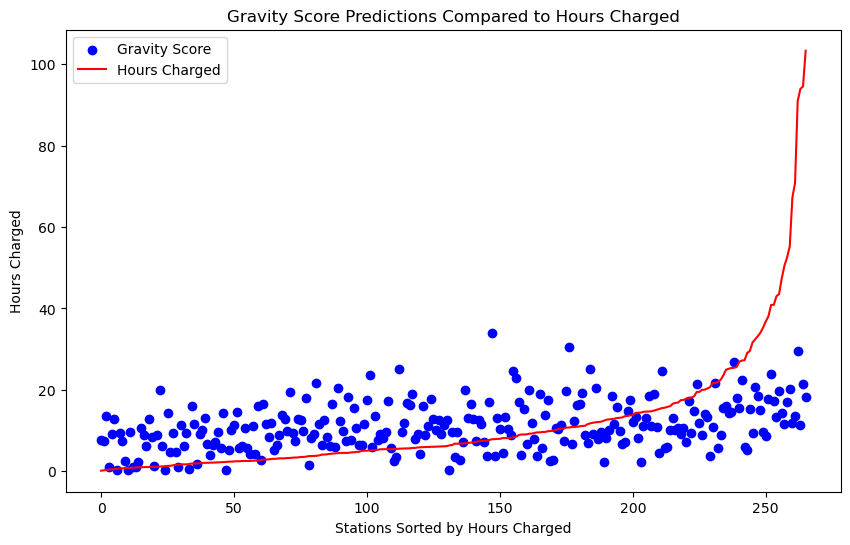 Gravity Score Predictions Compared to Hours Charged
Gravity Score
Hours Charged
100
80
60
40
20
0
Hours Charged
0 50 100 150 200 250
Stations Sorted by Hours Charged